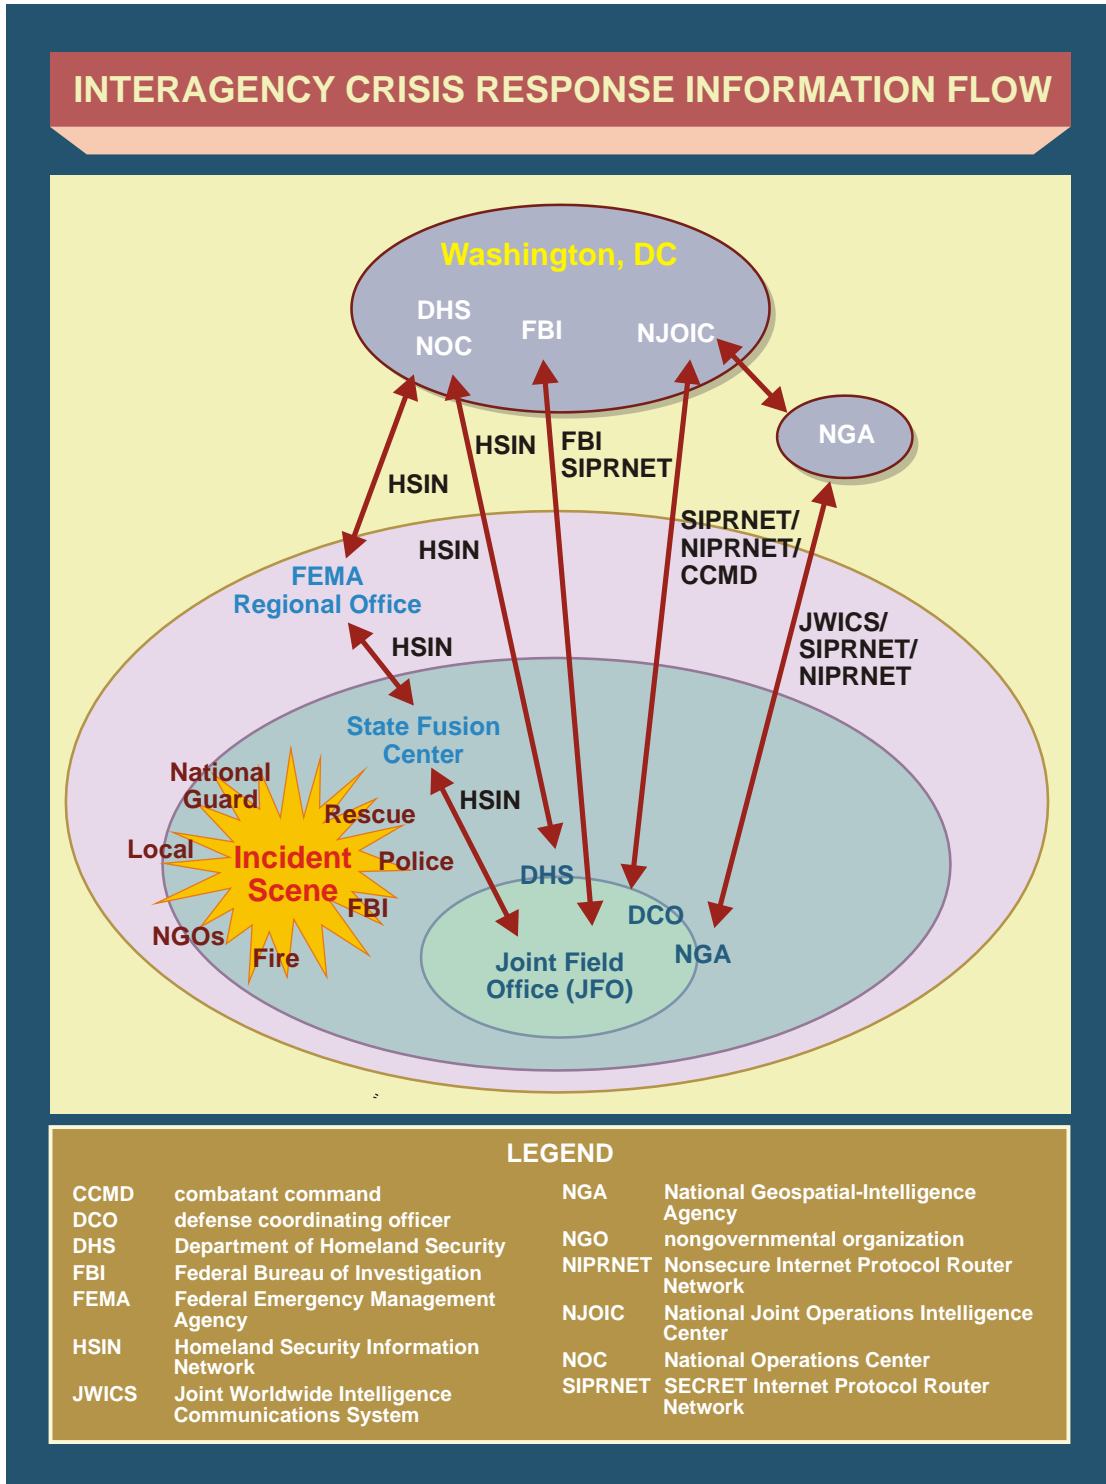 INTERAGENCY CRISIS RESPONSE INFORMATION FLOW
Washington, DC
DHS
NOC
FBI
NJOIC
NGA
HSIN
HSIN
FBI
SIPRNET
HSIN
SIPRNET/
NIPRNET/
CCMD
FEMA
Regional Office
HSIN
JWICS/
SIPRNET/
NIPRNET
State Fusion
Center
HSIN
National
Guard
Rescue
Local
Incident
Scene
Police
FBI
NGOs
Fire
DHS
DCO
NGA
Joint Field
Office (JFO)
LEGEND
CCMD combatant command
DCO defense coordinating officer
DHS Department of Homeland Security
FBI Federal Bureau of Investigation
FEMA Federal Emergency Management
Agency
HSIN Homeland Security Information
Network
JWICS Joint Worldwide Intelligence
Communications System
NGA National Geospatial-Intelligence
Agency
NGO nongovernmental organization
NIPRNET Nonsecure Internet Protocol Router
Network
NJOIC National Joint Operations Intelligence
Center
NOC National Operations Center
SIPRNET SECRET Internet Protocol Router
Network